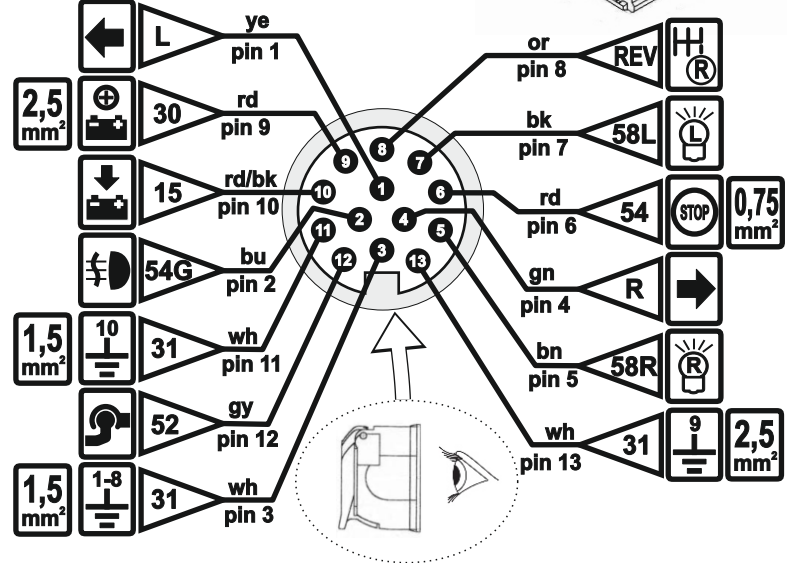 L
ye
pin 1
2,5
mm²
30
rd
pin 9
15
rd/bk
pin 10
54G
bu
pin 2
1,5
mm²
10
31
wh
pin 11
52
gy
pin 12
1,5
mm²
1-8
31
wh
pin 3
8
9
7
10
1
6
2
4
11
5
12
3
13
or
pin 8
REV
R
bk
pin 7
58L
L
rd
pin 6
54
STOP
0,75
mm²
gn
pin 4
R
bn
pin 5
58R
R
wh
pin 13
31
9
2,5
mm²